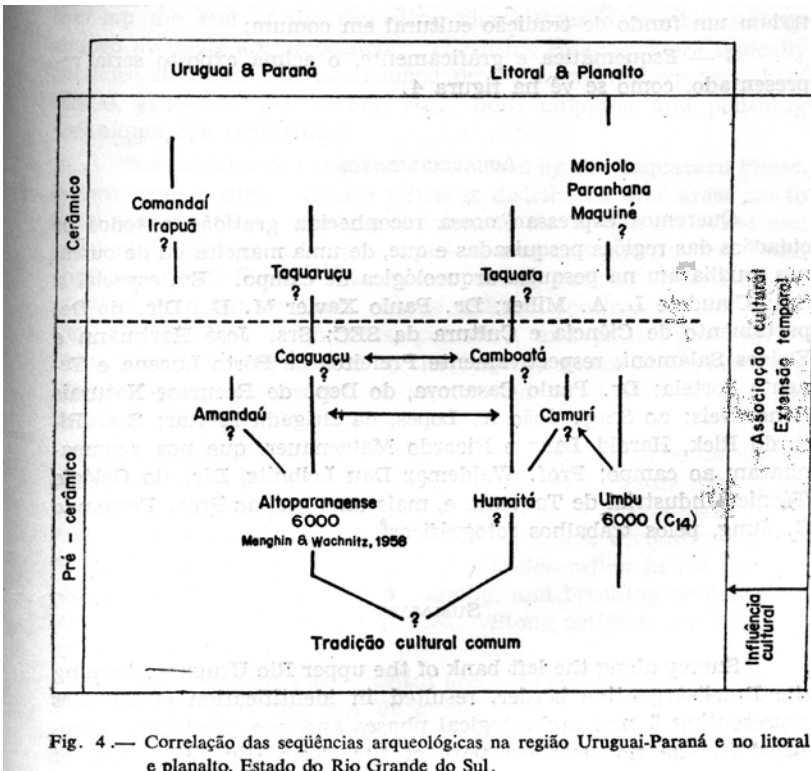 Uruguai & Paraná
Litoral & Planalto
Cerâmico
Pré - cerâmico
Comandaí
Irapuã
?
Monjolo
Paranhana
Maquine
?
Taquaruçu
?
Taquara
?
Caaguaçu
?
Camboatá
?
Amandaú
?
Camurí
?
Altoparanaense
6000
Menghin & Wachnitz, 1958
Humaitá
?
Umbu
6000 (C14)
?
Tradição cultural comum
Associação cultural
Extensão temporal
Influência
cultural
Fig. 4.— Correlação das seqüências arqueológicas na região Uruguai-Paraná e no litoral
e planalto, Estado do Rio Grande do Sul.